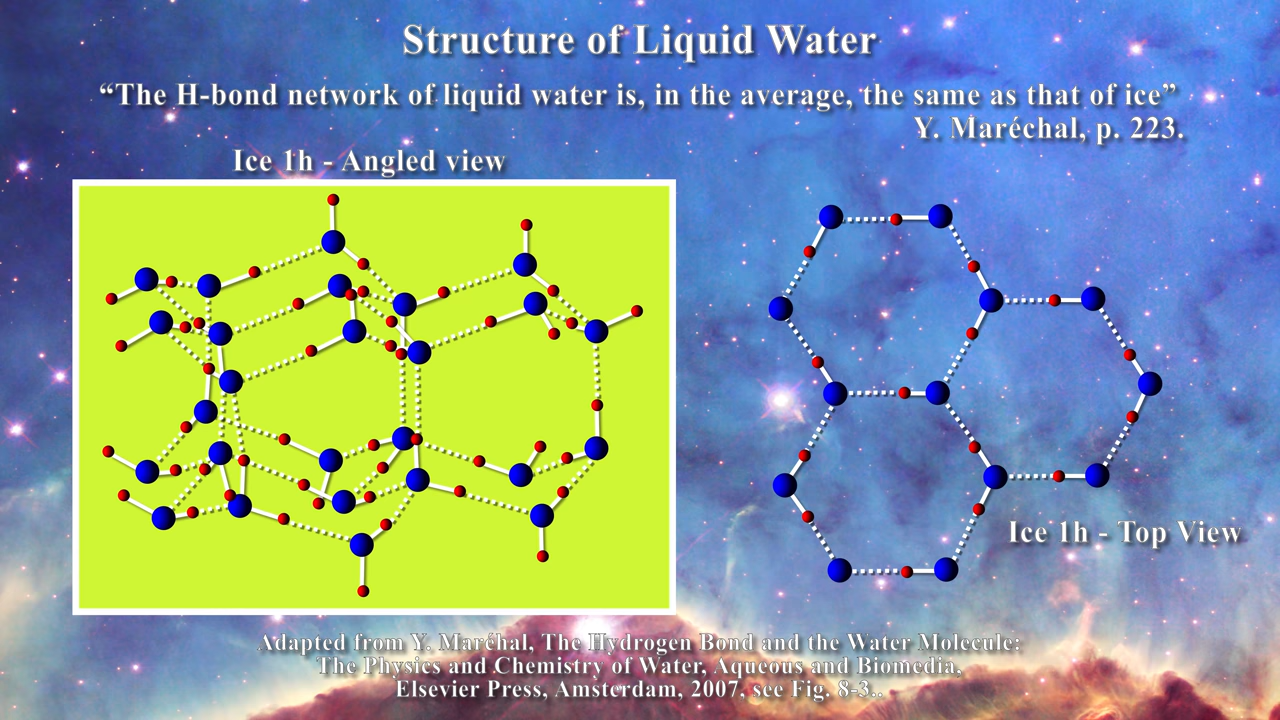 Structure of Liquid Water
“The H-bond network of liquid water is, in the average, the same as that of ice”
Y. Maréchal, p. 223.
Ice 1h - Angled view
Ice 1h - Top View
Adapted from Y. Maréhal, The Hydrogen Bond and the Water Molecule:
The Physics and Chemistry of Water, Aqueous and Biomedia,
Elsevier Press, Amsterdam, 2007, see Fig. 8-3..